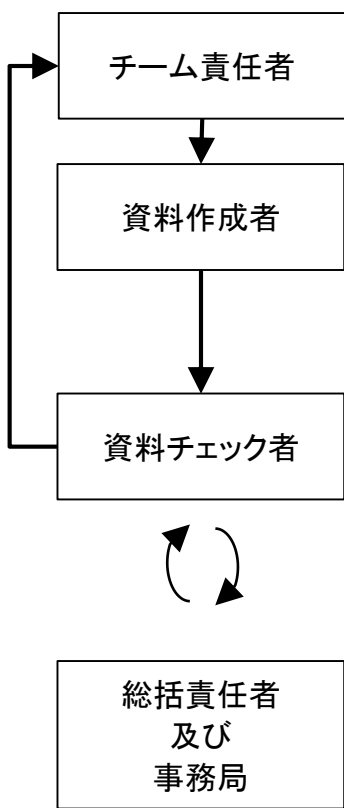 チーム責任者
資料作成者
資料チェック者
総括責任者
及び
事務局